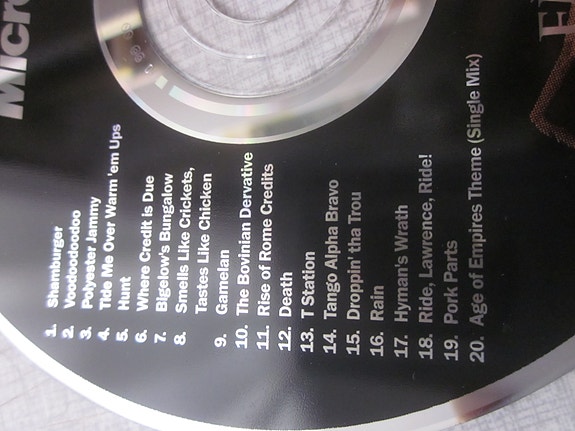 Micro
1. Shamburger
2. Voodoodoodoo
3. Polyester Jammy
4. Tide Me Over Warm 'em Ups
5. Hunt
6. Where Credit Is Due
7. Bigelow's Bungalow
8. Smells Like Crickets,
Tastes Like Chicken
9. Gamelan
10. The Bovinian Dervative
11. Rise of Rome Credits
12. Death
13. T Station
14. Tango Alpha Bravo
15. Droppin' tha Trou
16. Rain
17. Hyman's Wrath
18. Ride, Lawrence, Ride!
19. Pork Parts
20. Age of Empires Theme (Single Mix)